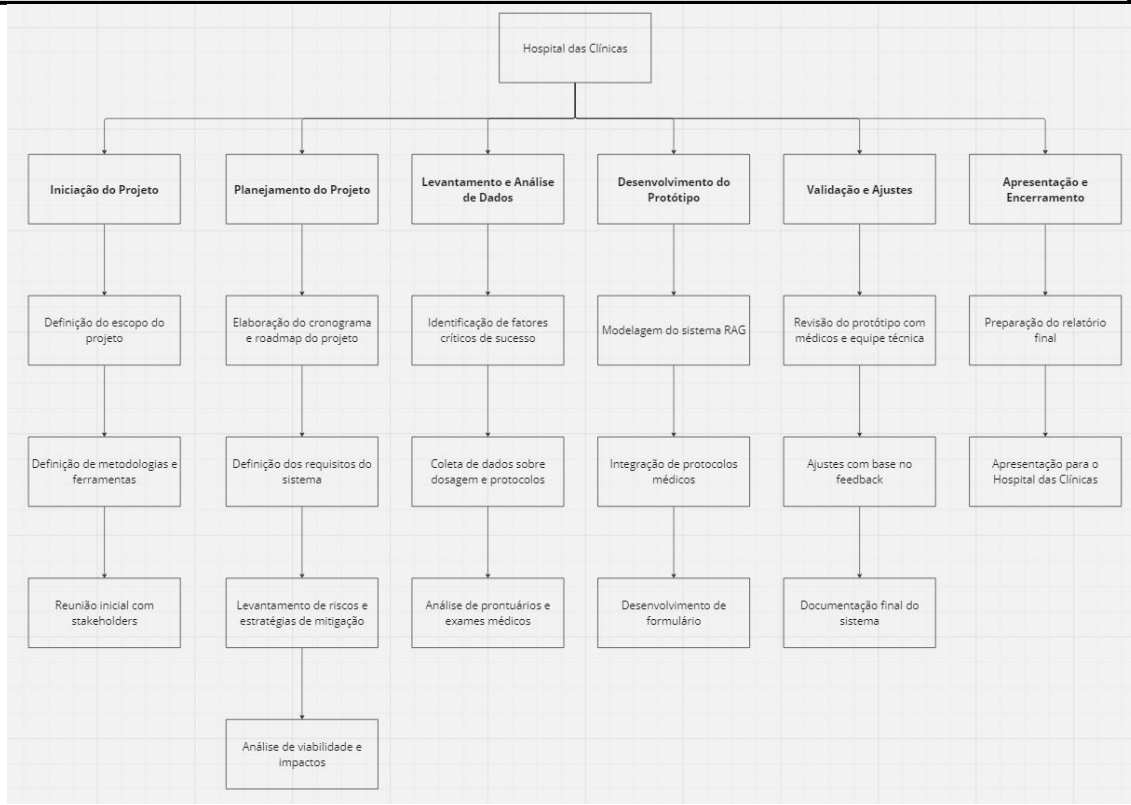 Hospital das Clínicas
Iniciação do Projeto
Planejamento do Projeto
Levantamento e Análise
de Dados
Desenvolvimento do
Protótipo
Validação e Ajustes
Apresentação e
Encerramento
Definição do escopo do
projeto
Elaboração do cronograma
e roadmap do projeto
Identificação de fatores
críticos de sucesso
Modelagem do sistema RAG
Revisão do protótipo com
médicos e equipe técnica
Preparação do relatório
final
Definição de metodologias e
ferramentas
Definição dos requisitos do
sistema
Coleta de dados sobre
dosagem e protocolos
Integração de protocolos
médicos
Ajustes com base no
feedback
Apresentação para o
Hospital das Clínicas
Reunião inicial com
stakeholders
Levantamento de riscos e
estratégias de mitigação
Análise de prontuários e
exames médicos
Desenvolvimento de
formulário
Documentação final do
sistema
Análise de viabilidade e
impactos